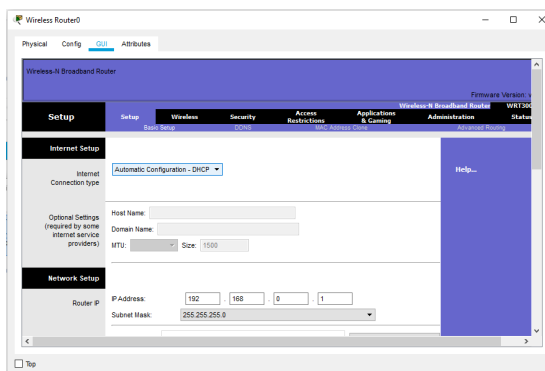 Wireless Router0
Physical Config GUI Attributes
Wireless-N Broadband Router
Firmware Version:
Wireless-N Broadband Router WRT300
Setup
Setup Wireless Security Access Restrictions Applications & Gaming Administration Status
Basic Setup DDNS MAC Address Clone Advanced Routing
Internet Setup
Internet Connection type
Automatic Configuration - DHCP
Help...
Optional Settings (required by some internet service providers)
Host Name:
Domain Name:
MTU: Size: 1500
Network Setup
Router IP
IP Address: 192 . 168 . 0 . 1
Subnet Mask: 255.255.255.0
Top